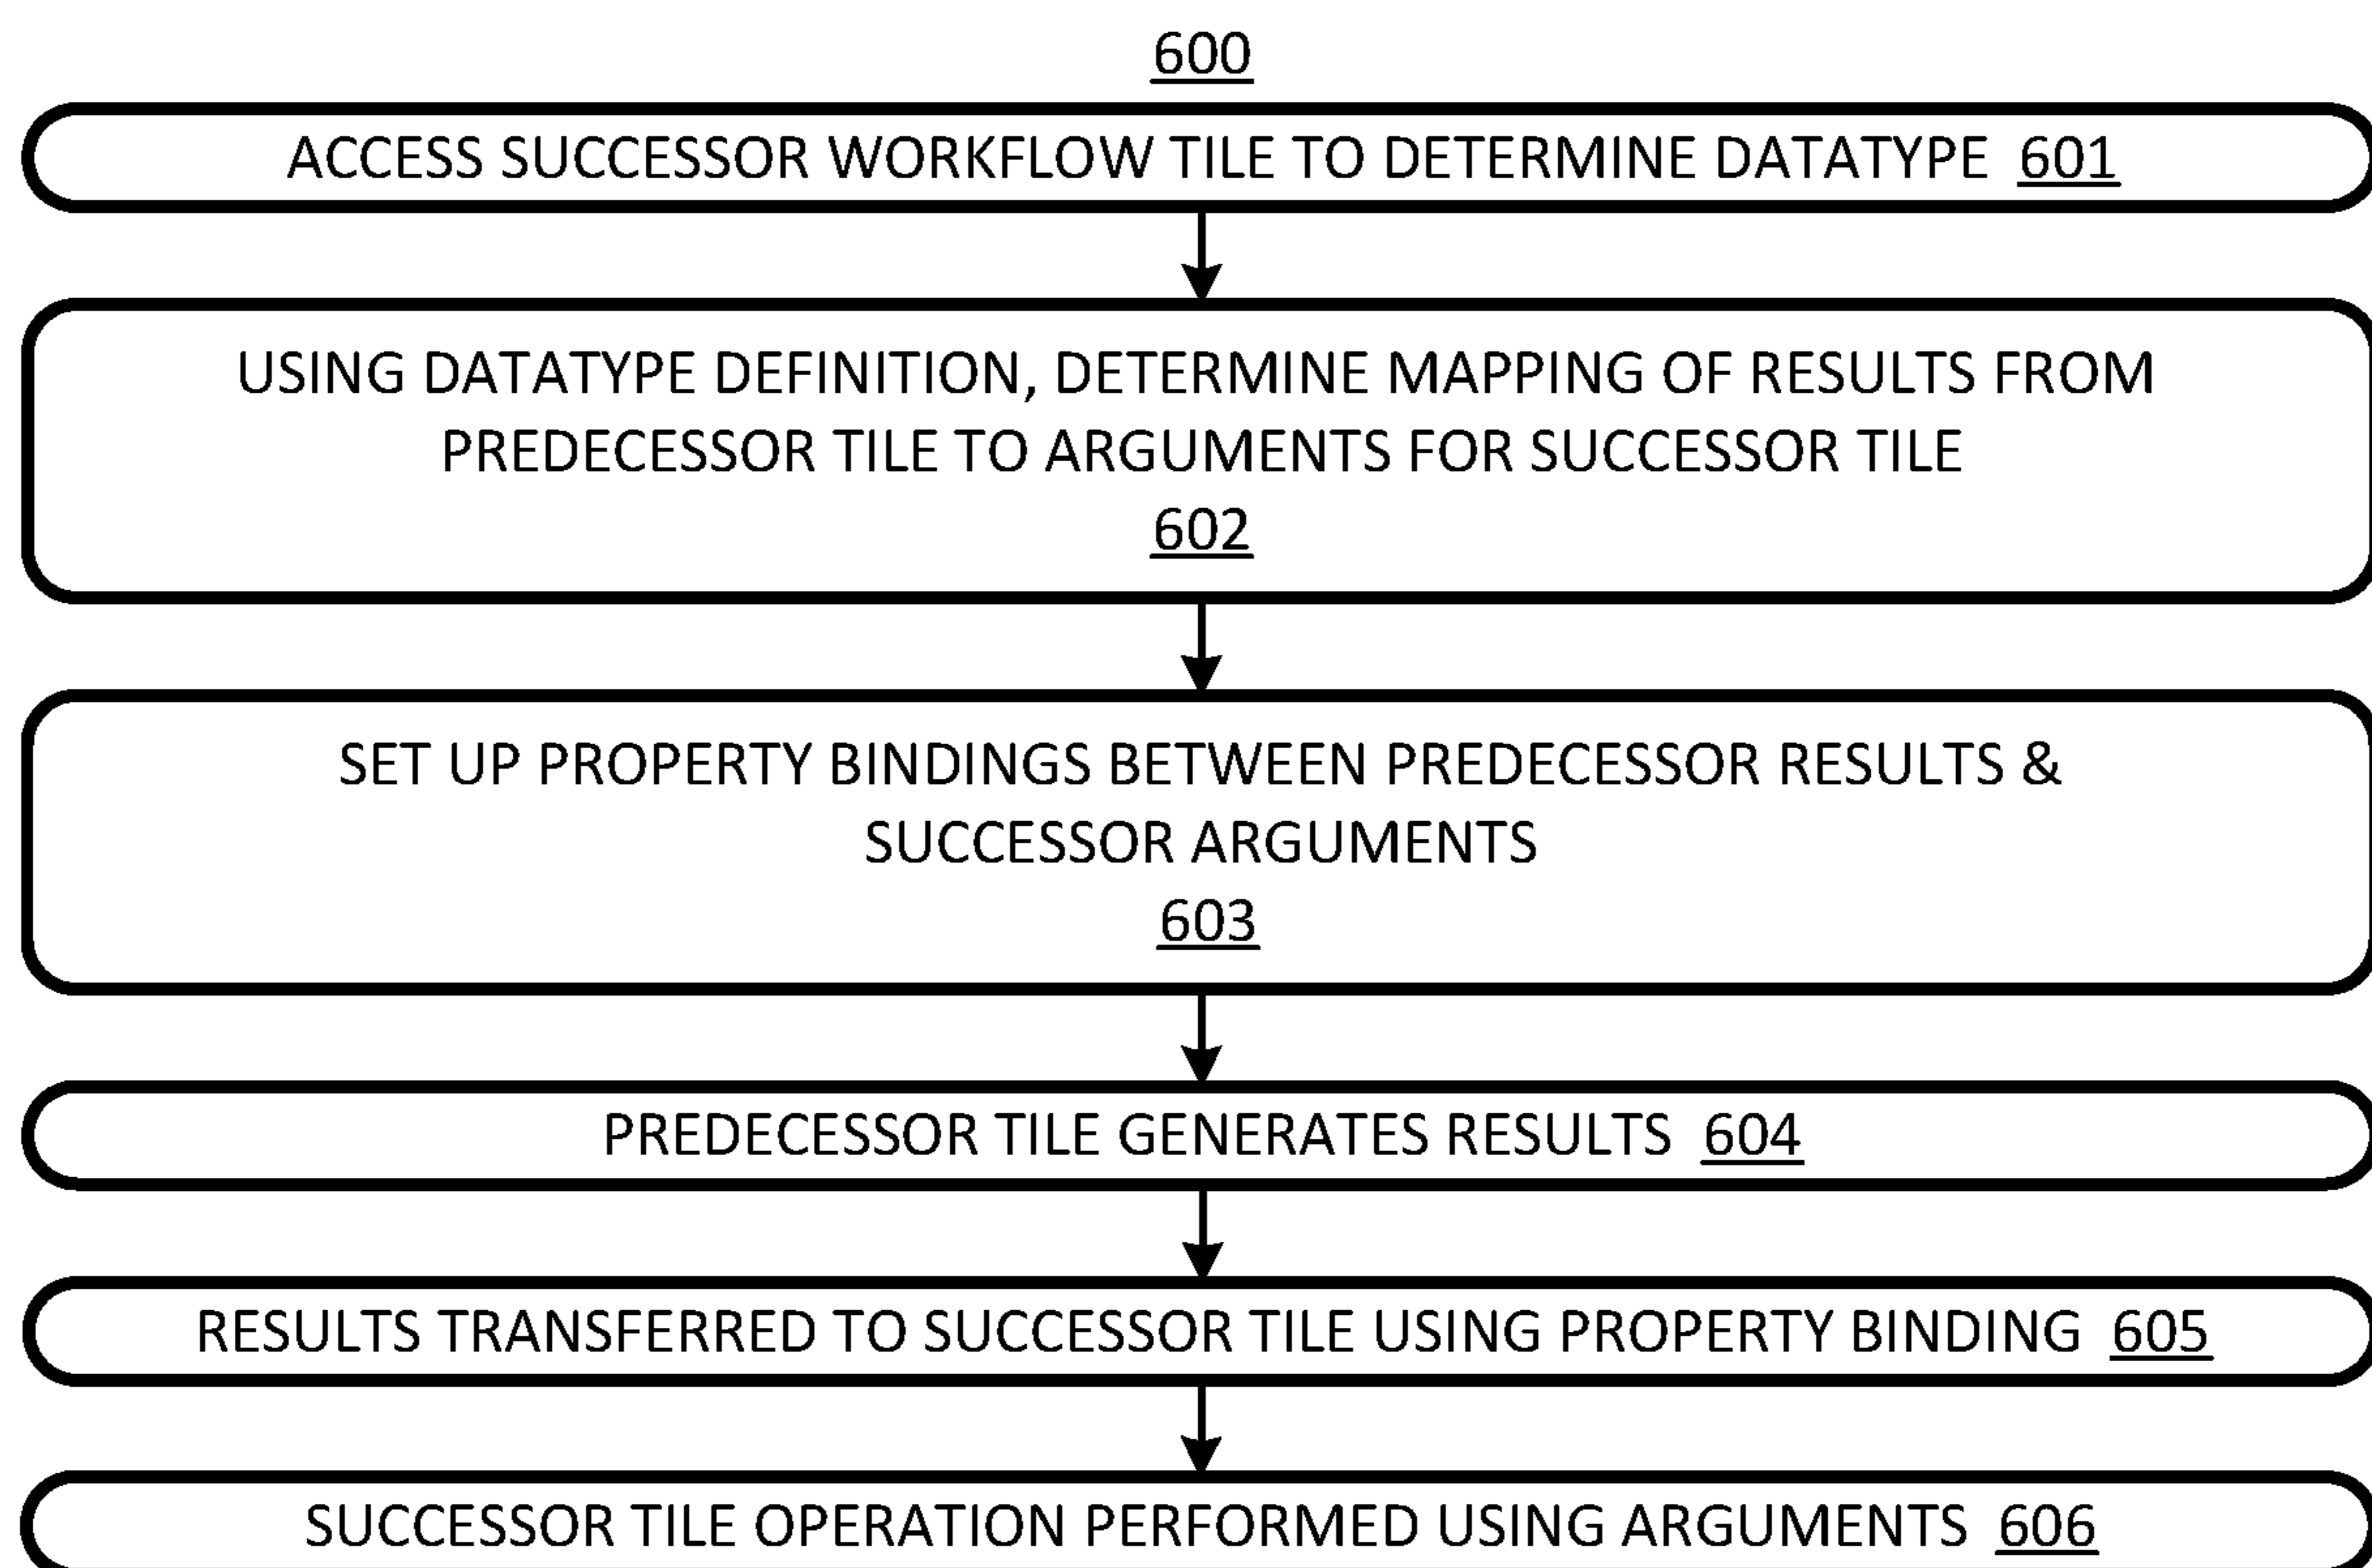 600
ACCESS SUCCESSOR WORKFLOW TILE TO DETERMINE DATATYPE 601
USING DATATYPE DEFINITION, DETERMINE MAPPING OF RESULTS FROM
PREDECESSOR TILE TO ARGUMENTS FOR SUCCESSOR TILE
602
SET UP PROPERTY BINDINGS BETWEEN PREDECESSOR RESULTS &
SUCCESSOR ARGUMENTS
603
PREDECESSOR TILE GENERATES RESULTS 604
RESULTS TRANSFERRED TO SUCCESSOR TILE USING PROPERTY BINDING 605
SUCCESSOR TILE OPERATION PERFORMED USING ARGUMENTS 606